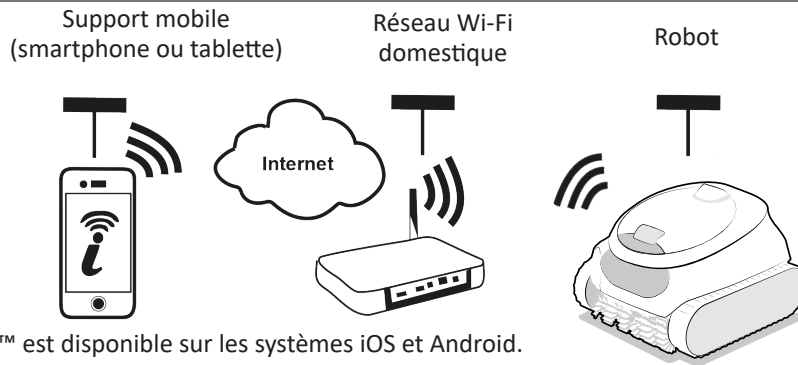 Support mobile
(smartphone ou tablette)
Réseau Wi-Fi
domestique
Robot
Internet
i
™ est disponible sur les systèmes iOS et Android.